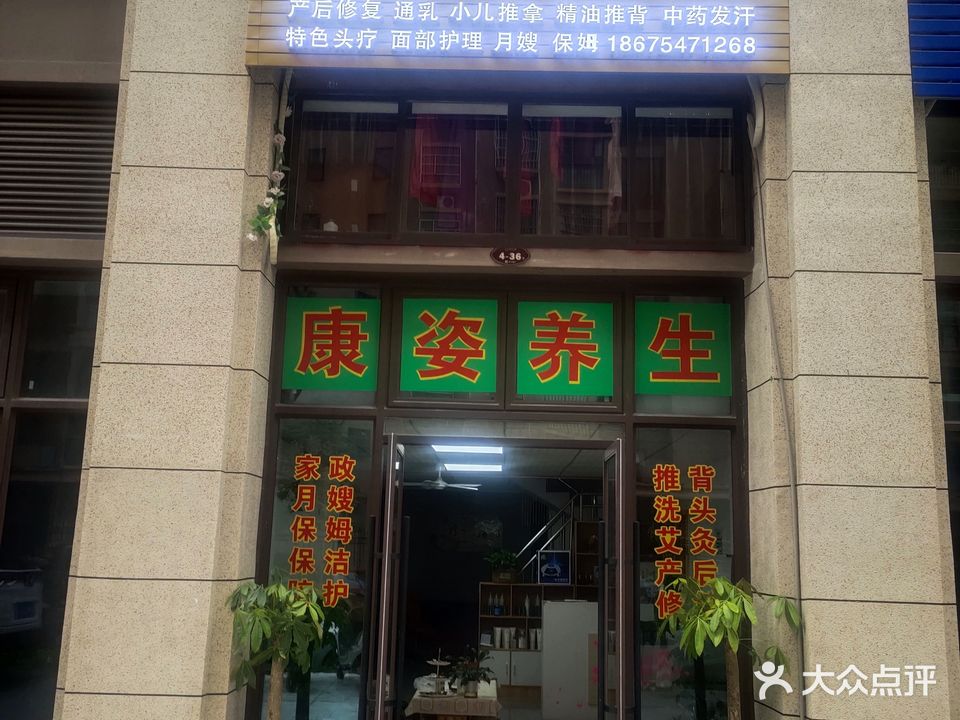 产后修复 通乳 小儿推拿 精油推背 中药发汗
特色头疗 面部护理 月嫂 保姆 18675471268
4-36
康姿养生
家政
月嫂
保姆
保洁
陪护
推背
洗头
艾灸
产后
修
大众点评